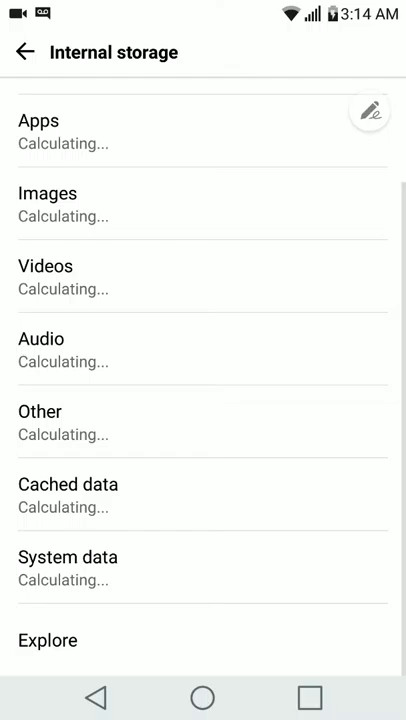 3:14 AM
Internal storage
Apps
Calculating...
Images
Calculating...
Videos
Calculating...
Audio
Calculating...
Other
Calculating...
Cached data
Calculating...
System data
Calculating...
Explore